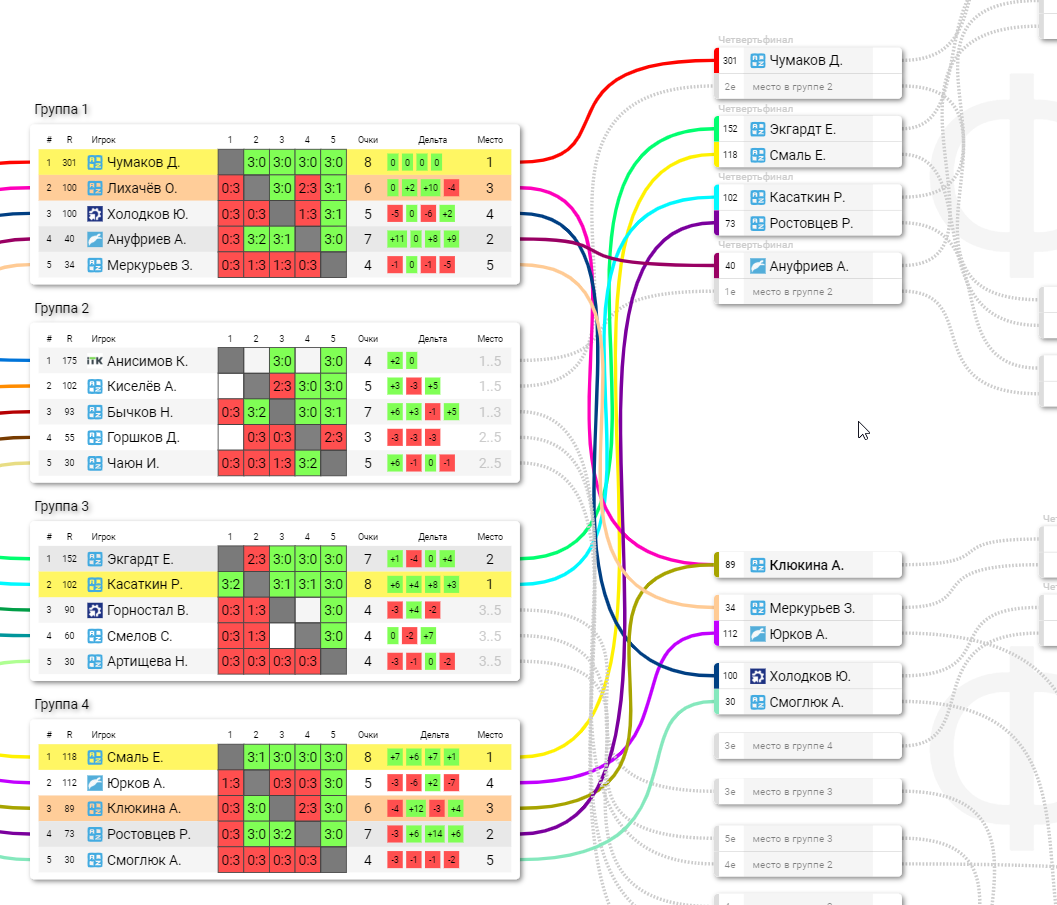 Группа 1
# R Игрок 1 2 3 4 5 Очки Дельта Место
1 301 Чумаков Д. 3:0 3:0 3:0 3:0 8 0 0 0 0 1
2 100 Лихачёв О. 0:3 3:0 2:3 3:1 6 0 +2 +10 -4 3
3 100 Холодков Ю. 0:3 0:3 1:3 3:1 5 -5 0 -6 +2 4
4 40 Ануфриев А. 0:3 3:2 3:1 3:0 7 +11 0 +8 +9 2
5 34 Меркурьев З. 0:3 1:3 1:3 0:3 4 -1 0 -1 -5 5
Группа 2
# R Игрок 1 2 3 4 5 Очки Дельта Место
1 175 ITK Анисимов К. 3:0 3:0 4 +2 0 1..5
2 102 Киселёв А. 2:3 3:0 3:0 5 +3 -3 +5 1..5
3 93 Бычков Н. 0:3 3:2 3:0 3:1 7 +6 +3 -1 +5 1..3
4 55 Горшков Д. 0:3 0:3 2:3 3 -3 -3 -3 2..5
5 30 Чаюн И. 0:3 0:3 1:3 3:2 5 +6 -1 0 -1 2..5
Группа 3
# R Игрок 1 2 3 4 5 Очки Дельта Место
1 152 Экгардт Е. 2:3 3:0 3:0 3:0 7 +1 -4 0 +4 2
2 102 Касаткин Р. 3:2 3:1 3:1 3:0 8 +6 +4 +8 +3 1
3 90 Горностал В. 0:3 1:3 3:0 4 -3 +4 -2 3..5
4 60 Смелов С. 0:3 1:3 3:0 4 0 -2 +7 3..5
5 30 Артищева Н. 0:3 0:3 0:3 0:3 4 -3 -1 0 -2 3..5
Группа 4
# R Игрок 1 2 3 4 5 Очки Дельта Место
1 118 Смаль Е. 3:1 3:0 3:0 3:0 8 +7 +6 +7 +1 1
2 112 Юрков А. 1:3 0:3 0:3 3:0 5 -3 -6 +2 -7 4
3 89 Клюкина А. 0:3 3:0 2:3 3:0 6 -4 +12 -3 +4 3
4 73 Ростовцев Р. 0:3 3:0 3:2 3:0 7 -3 +6 +14 +6 2
5 30 Смоглюк А. 0:3 0:3 0:3 0:3 4 -3 -1 -1 -2 5
Четвертьфинал
301 Чумаков Д.
2е место в группе 2
Четвертьфинал
152 Экгардт Е.
118 Смаль Е.
Четвертьфинал
102 Касаткин Р.
73 Ростовцев Р.
Четвертьфинал
40 Ануфриев А.
1е место в группе 2
89 Клюкина А.
34 Меркурьев З.
112 Юрков А.
100 Холодков Ю.
30 Смоглюк А.
3е место в группе 4
3е место в группе 3
5е место в группе 3
4е место в группе 2
Че
Че
Ф
Ф